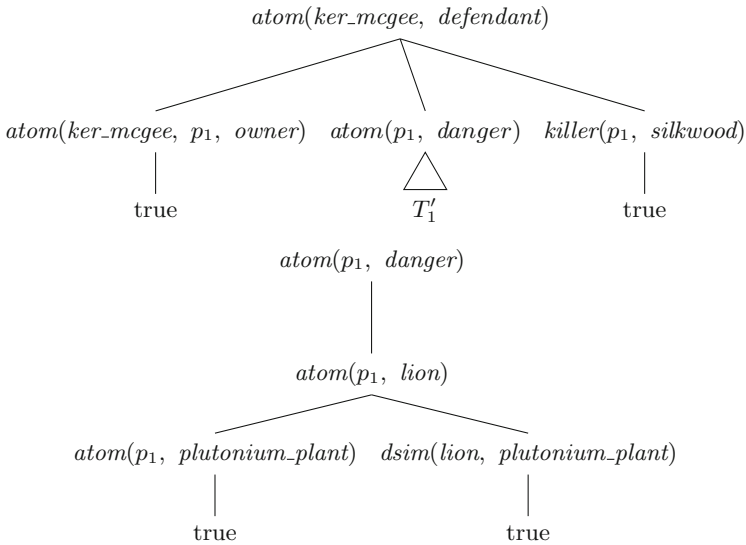 atom(ker_mcgee, defendant)
atom(ker_mcgee, p₁, owner) atom(p₁, danger) killer(p₁, silkwood)
true T′₁ true
atom(p₁, danger)
atom(p₁, lion)
atom(p₁, plutonium_plant) dsim(lion, plutonium_plant)
true true